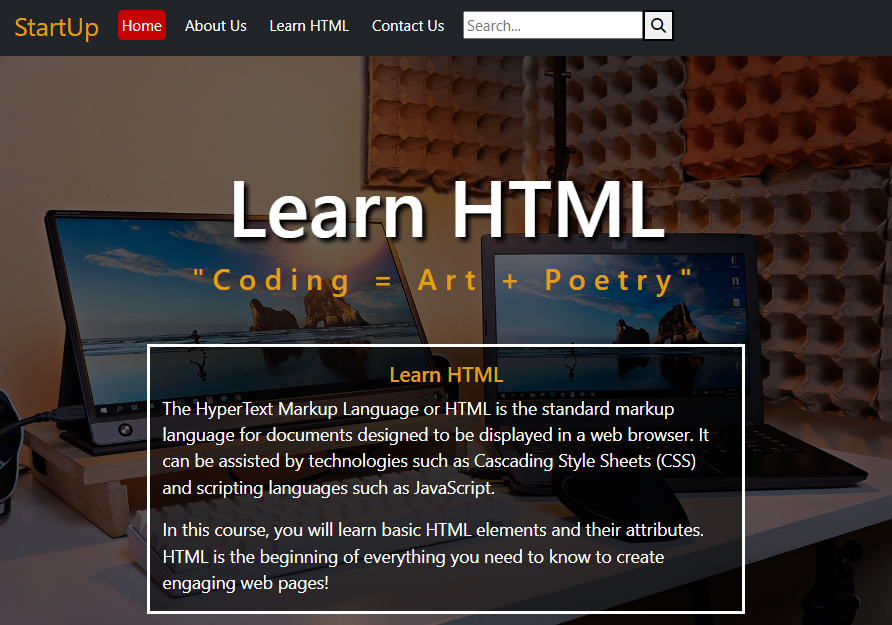 StartUp Home About Us Learn HTML Contact Us Search...
Learn HTML
"Coding = Art + Poetry"
Learn HTML
The HyperText Markup Language or HTML is the standard markup
language for documents designed to be displayed in a web browser. It
can be assisted by technologies such as Cascading Style Sheets (CSS)
and scripting languages such as JavaScript.
In this course, you will learn basic HTML elements and their attributes.
HTML is the beginning of everything you need to know to create
engaging web pages!